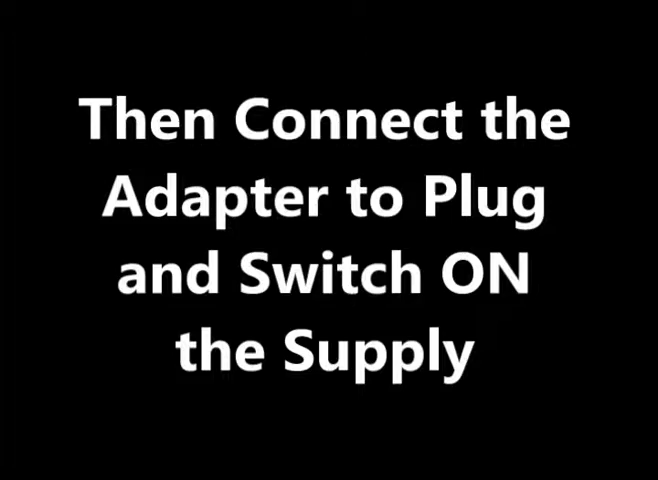 Then Connect the
Adapter to Plug
and Switch ON
the Supply